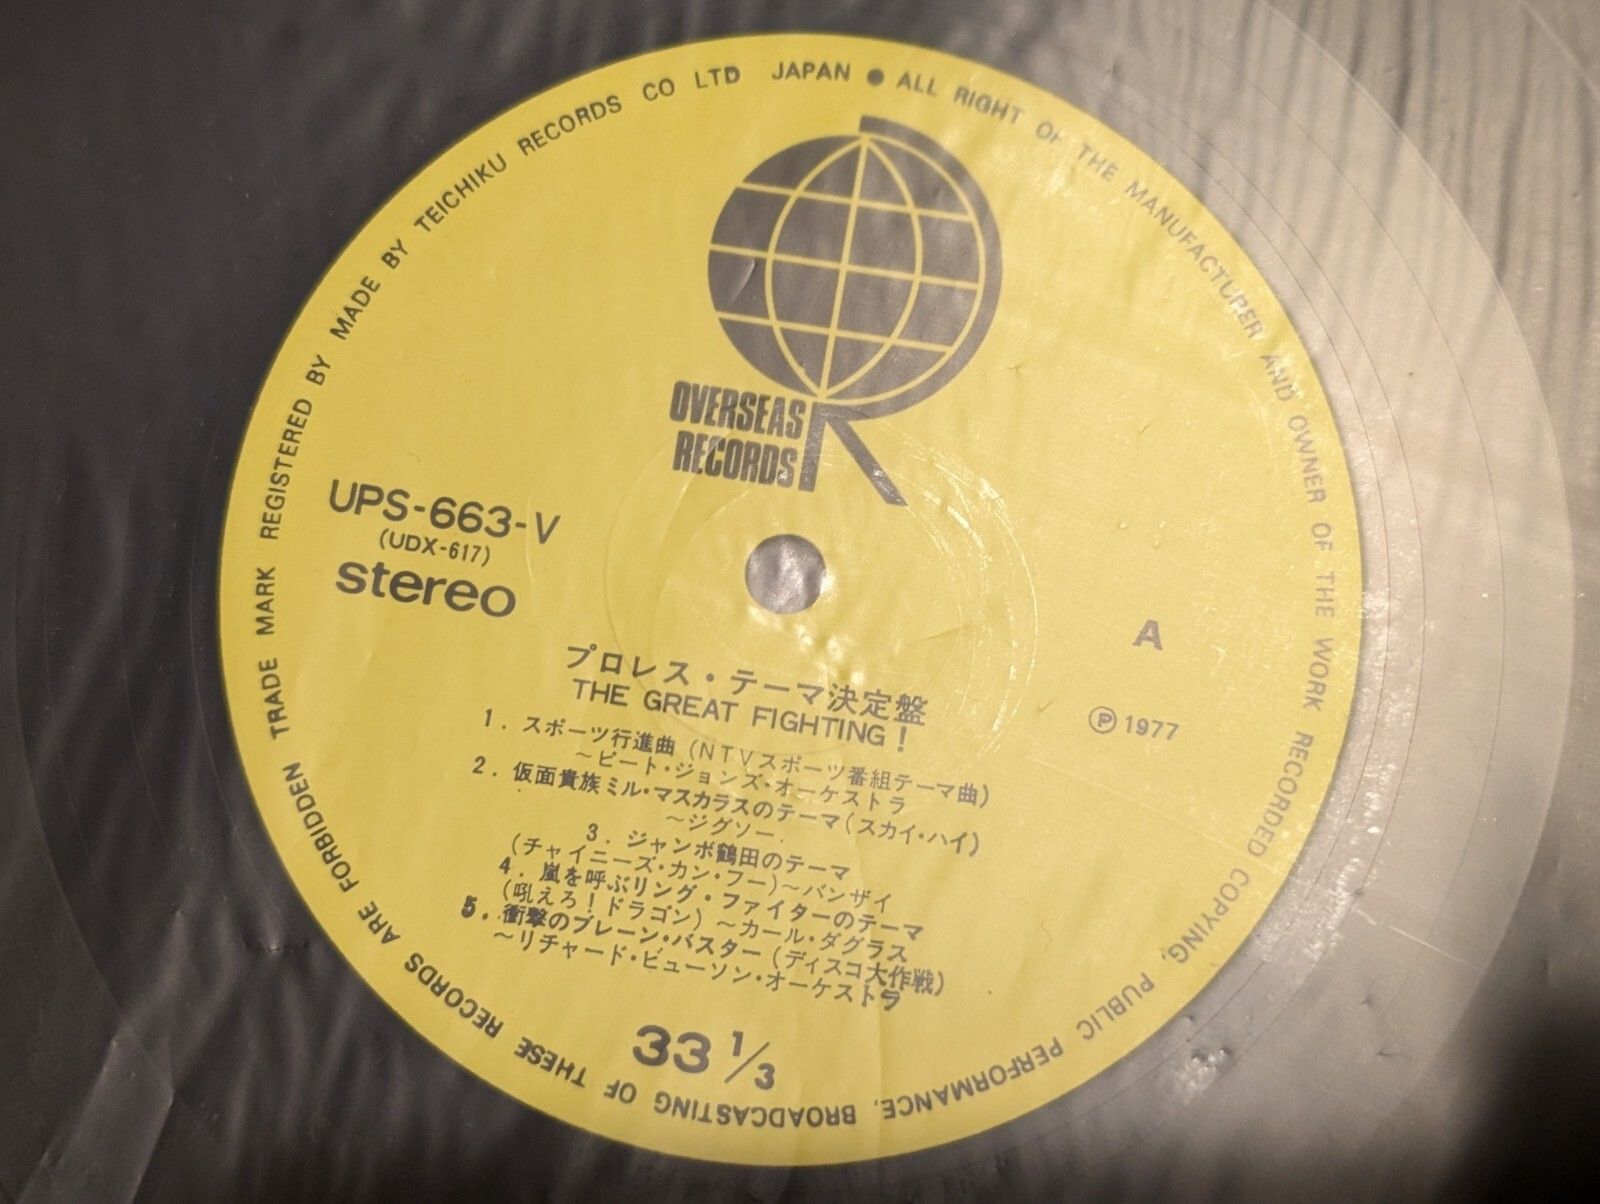 TRADE MARK REGISTERED BY MADE BY TEICHIKU RECORDS CO LTD JAPAN ● ALL RIGHT OF THE MANUFACTURER AND OWNER OF THE WORK RECORDED COPYING, PUBLIC PERFORMANCE, BROADCASTING OF THESE RECORDS ARE FORBIDDEN
OVERSEAS
RECORDS
UPS-663-V
(UDX-617)
stereo
A
Ⓟ 1977
プロレス・テーマ決定盤
THE GREAT FIGHTING!
1. スポーツ行進曲 (NTVスポーツ番組テーマ曲)
〜ピート・ジョンズ・オーケストラ
2. 仮面貴族ミル・マスカラスのテーマ(スカイ・ハイ)
〜ジグソー
3. ジャンボ鶴田のテーマ
(チャイニーズ・カン・フー)〜バンザイ
4. 嵐を呼ぶリング・ファイターのテーマ
(吼えろ!ドラゴン) 〜カール・ダグラス
5. 衝撃のブレーン・バスター (ディスコ大作戦)
〜リチャード・ビューソン・オーケストラ
33 1/3